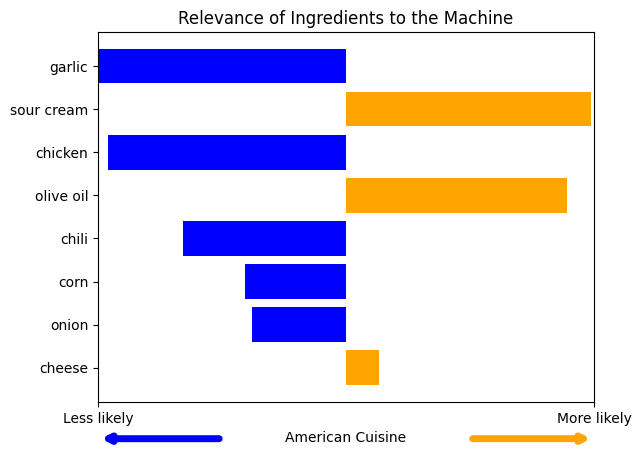 Relevance of Ingredients to the Machine
garlic
sour cream
chicken
olive oil
chili
corn
onion
cheese
Less likely
More likely
American Cuisine